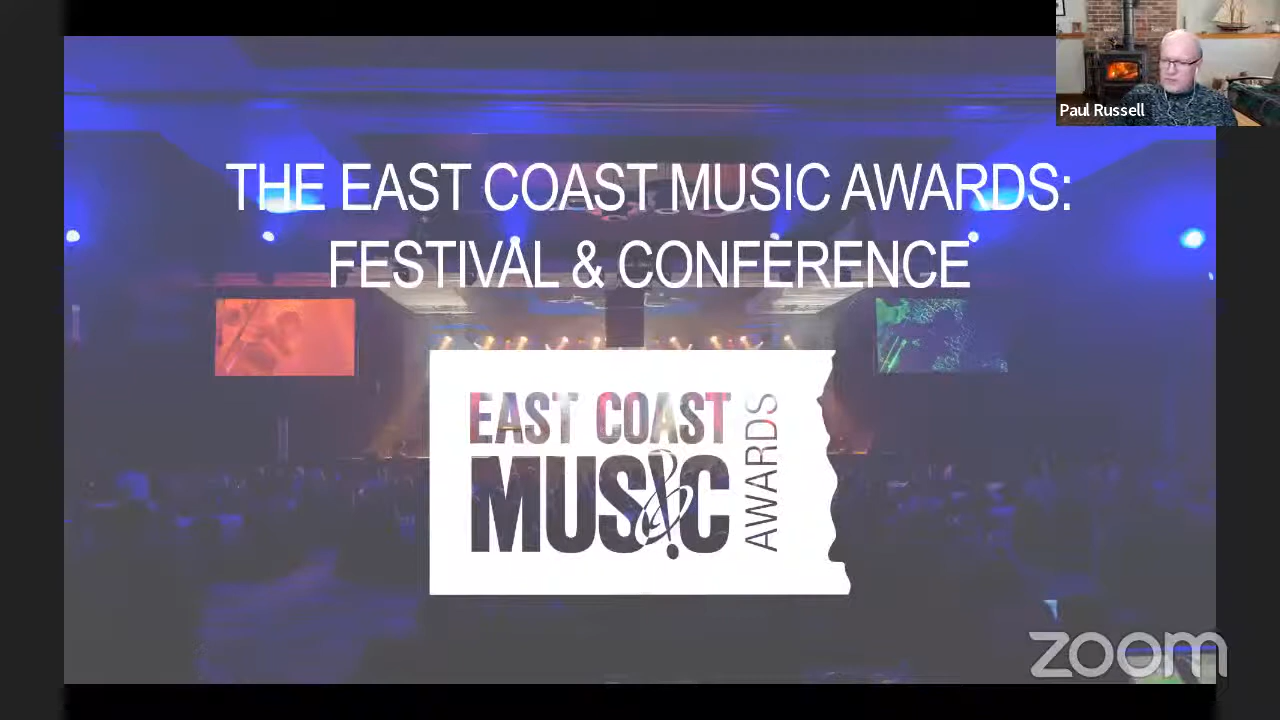 Paul Russell
THE EAST COAST MUSIC AWARDS:
FESTIVAL & CONFERENCE
EAST COAST
MUSIC
AWARDS
zoom